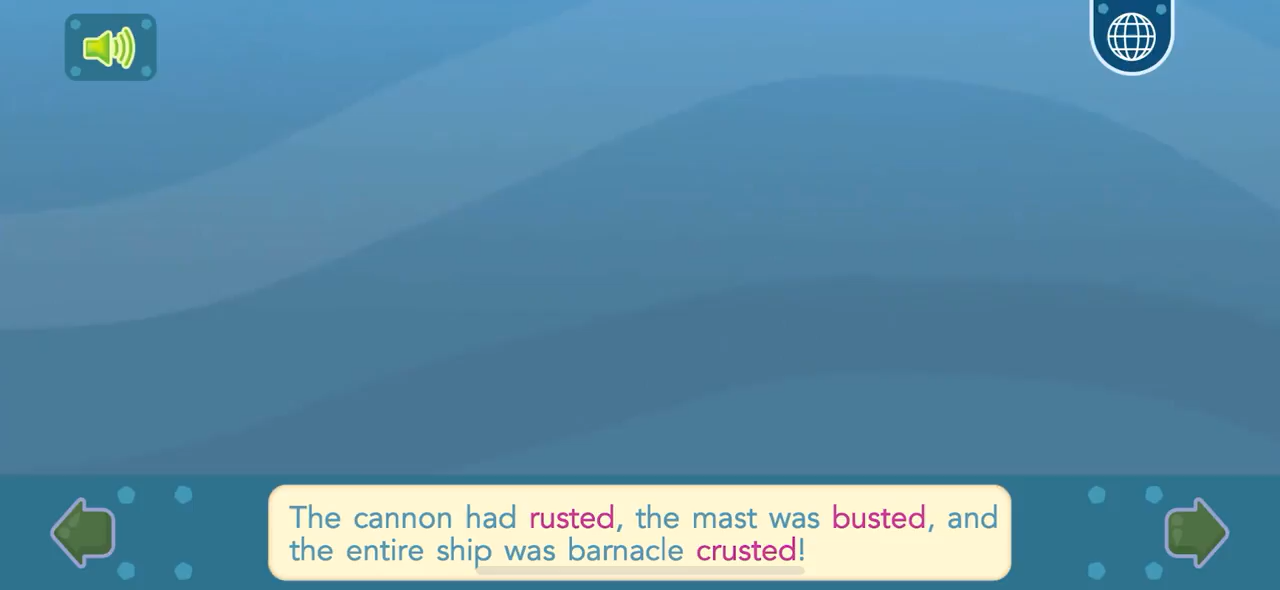 The cannon had rusted, the mast was busted, and
the entire ship was barnacle crusted!